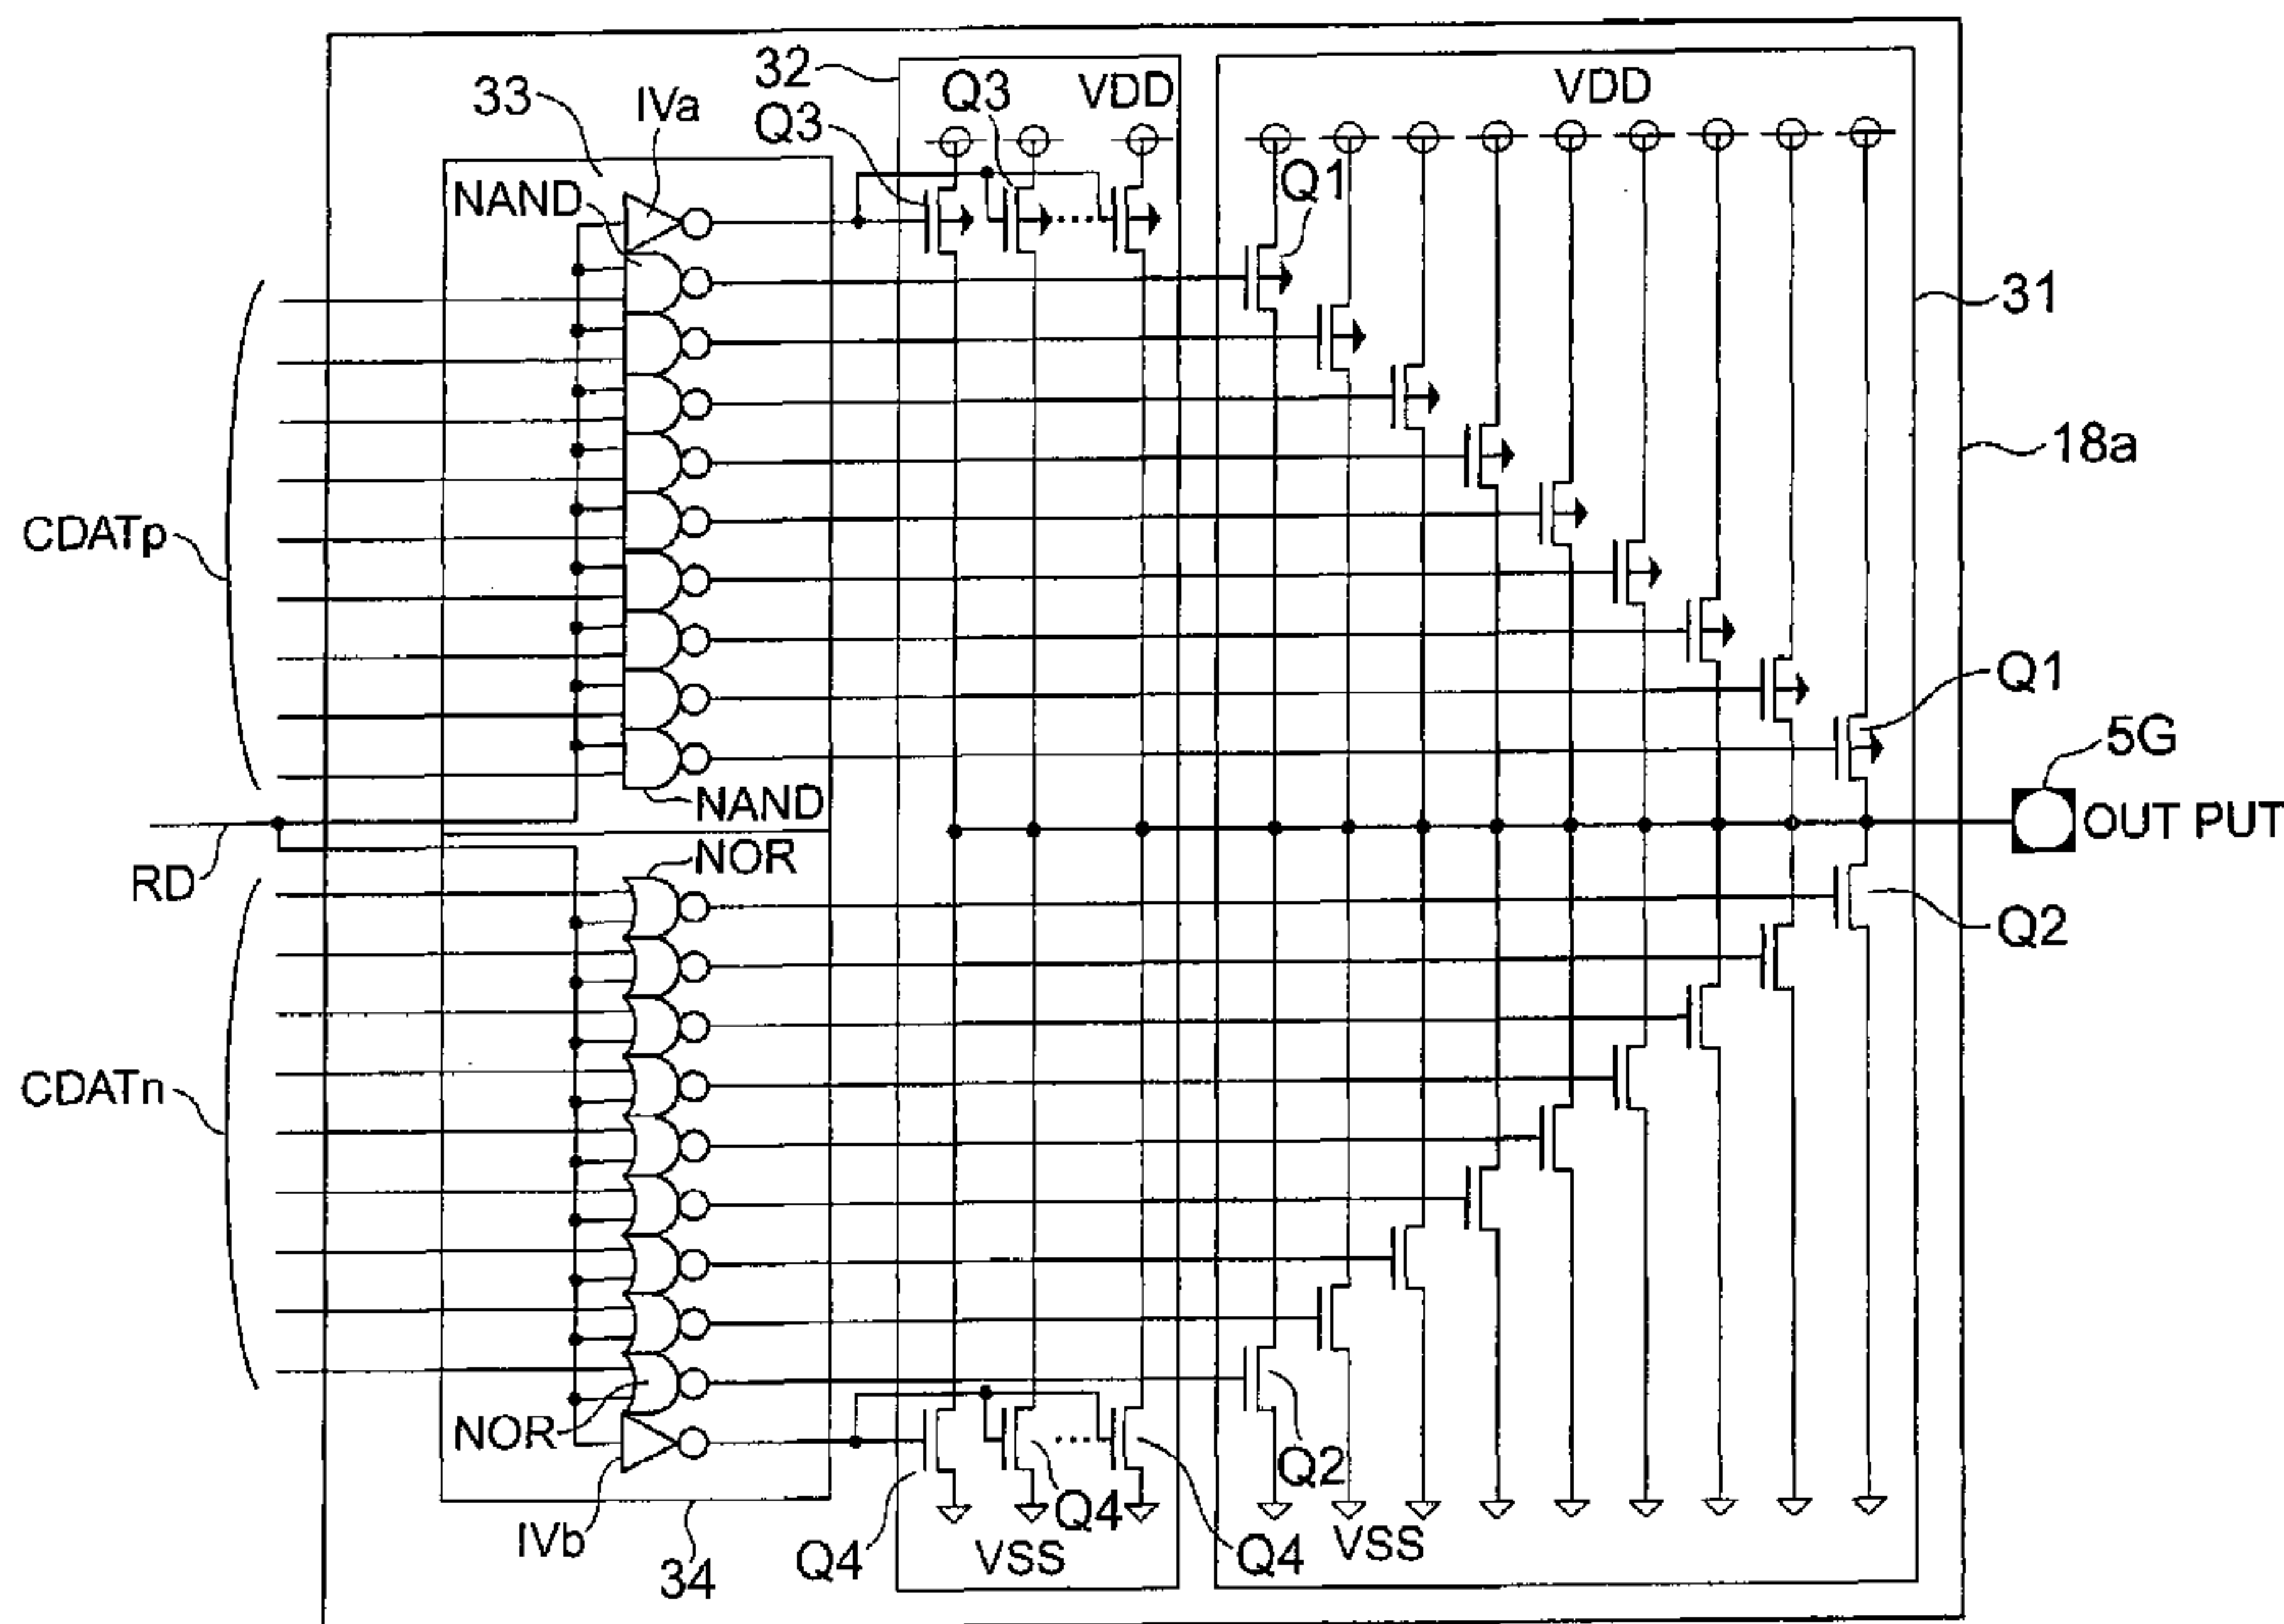 32
Q3
VDD
VDD
33
IVa
Q3
Q1
NAND
31
18a
CDATp
Q1
5G
NAND
OUT PUT
NOR
RD
Q2
CDATn
NOR
Q2
IVb
Q4
Q4
VSS
Q4
VSS
34